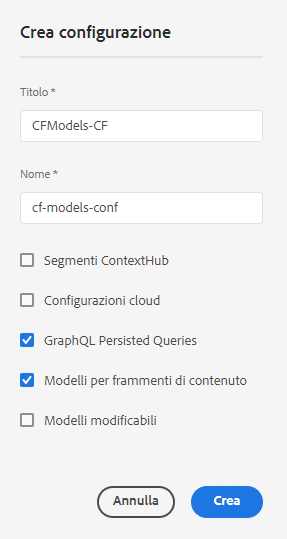 Crea configurazione
Titolo *
CFModels-CF
Nome *
cf-models-conf
Segmenti ContextHub
Configurazioni cloud
GraphQL Persisted Queries
Modelli per frammenti di contenuto
Modelli modificabili
Annulla Crea